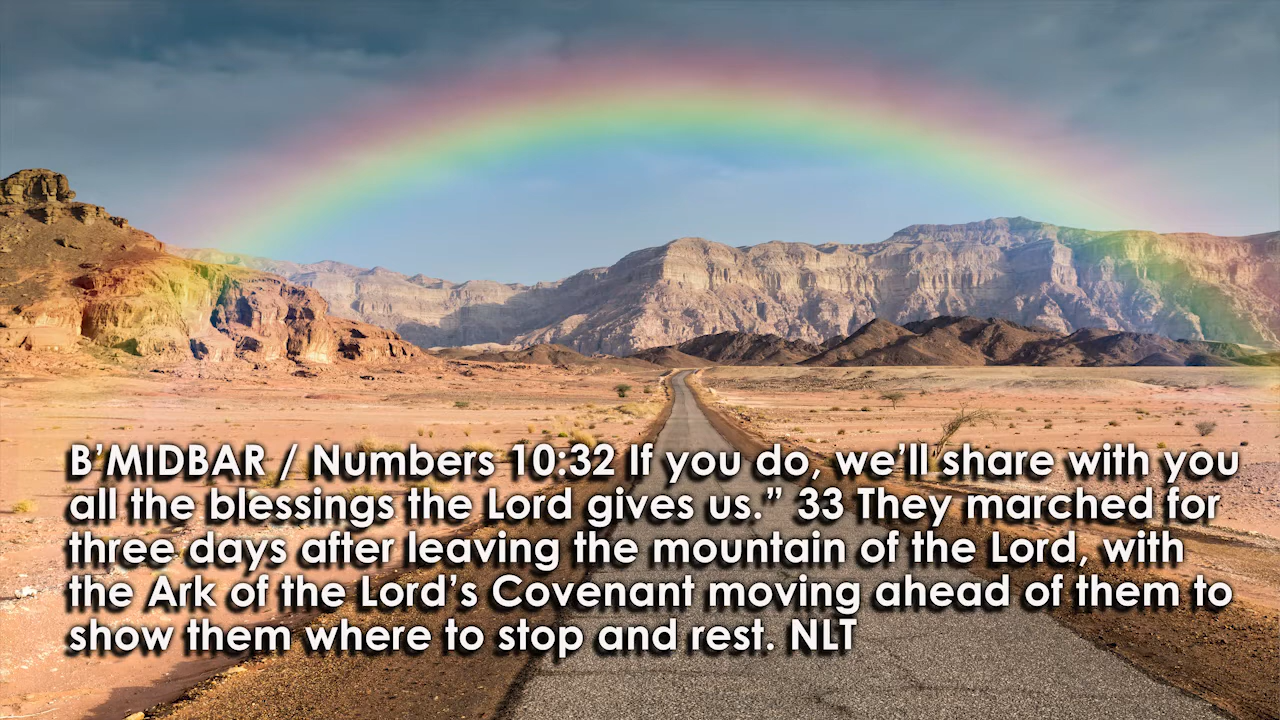 B’MIDBAR / Numbers 10:32 If you do, we’ll share with you
all the blessings the Lord gives us.” 33 They marched for
three days after leaving the mountain of the Lord, with
the Ark of the Lord’s Covenant moving ahead of them to
show them where to stop and rest. NLT